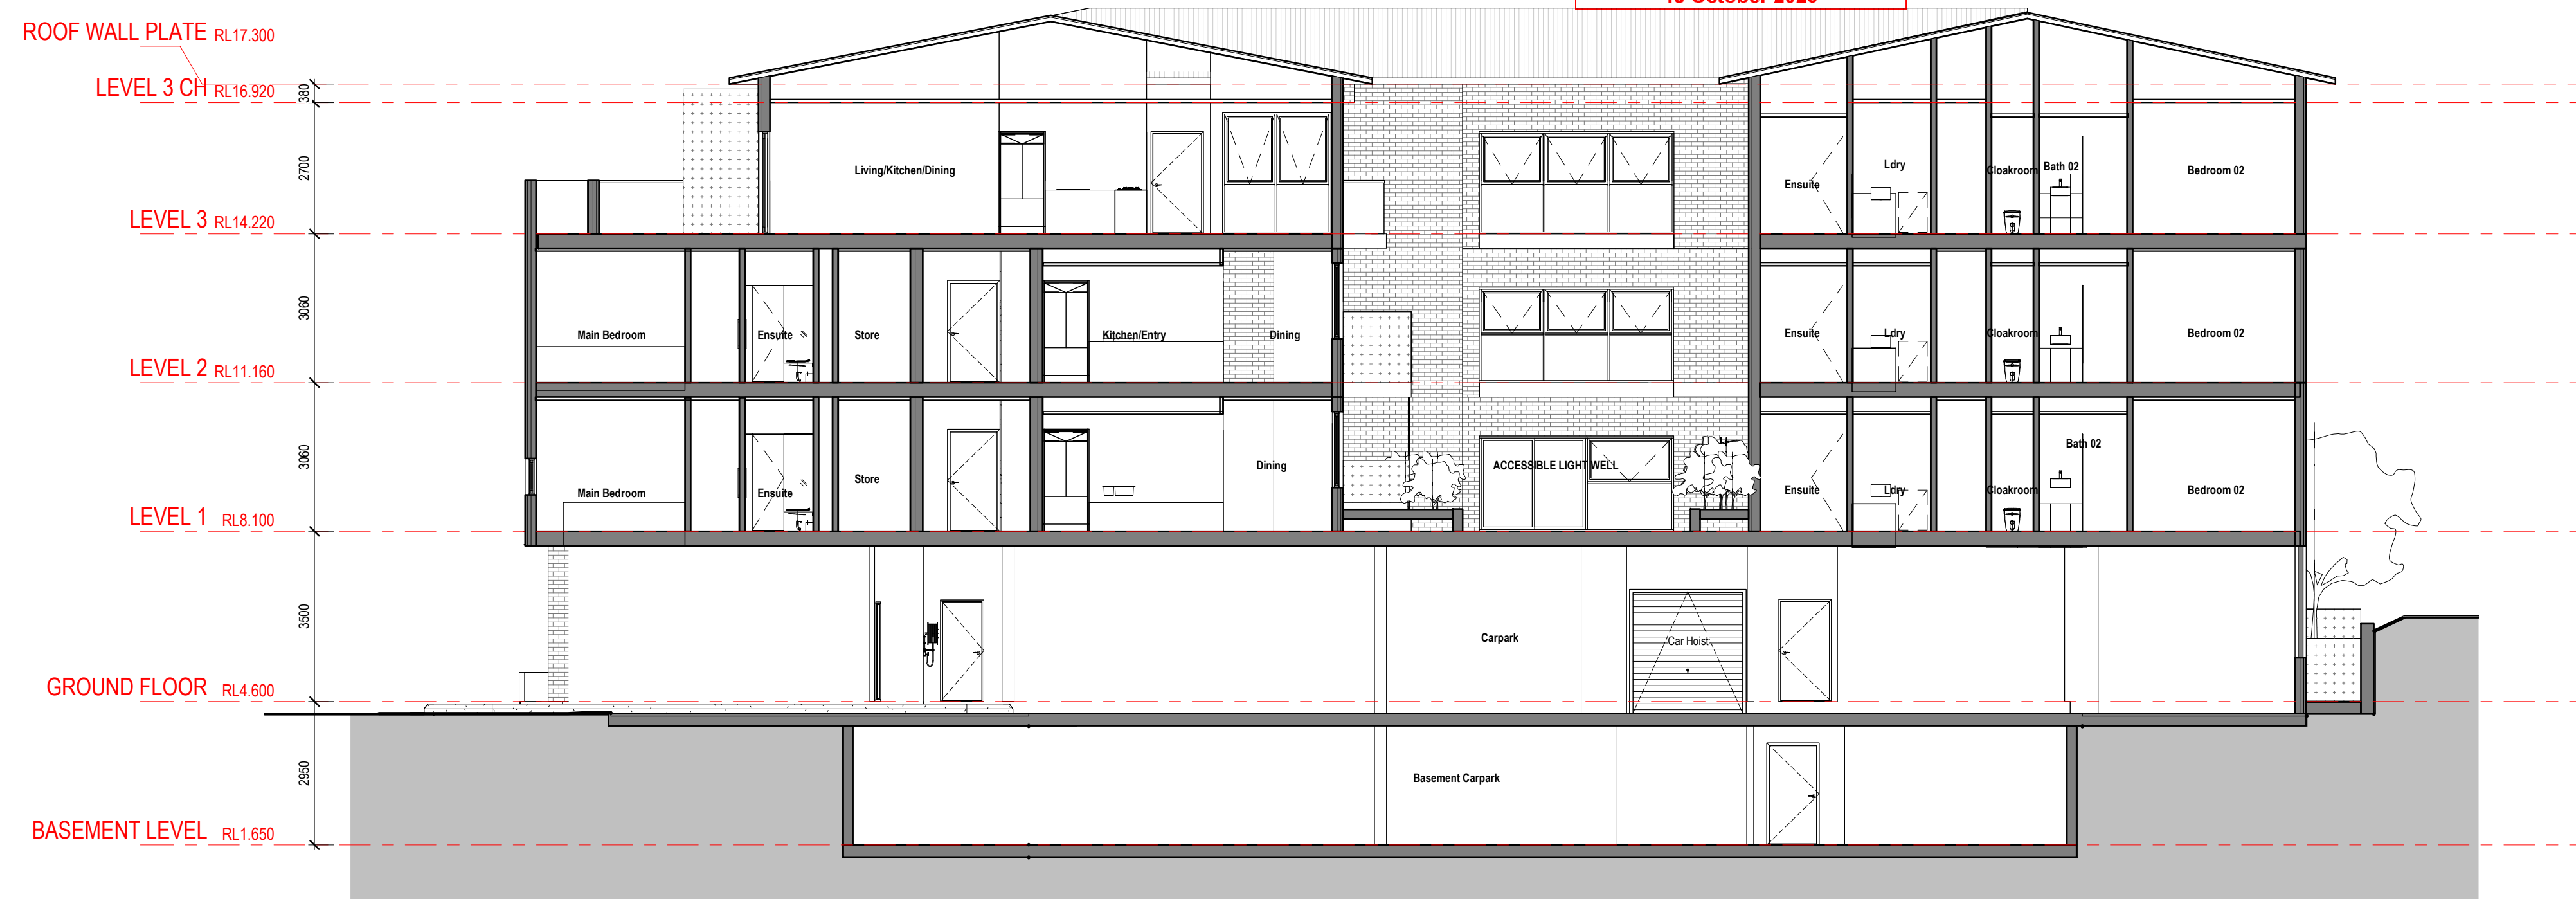 ROOF WALL PLATE RL17.300
LEVEL 3 CH RL16.920
380
2700
Living/Kitchen/Dining
Ensuite
Ldry
Cloakroom
Bath 02
Bedroom 02
LEVEL 3 RL14.220
3060
Main Bedroom
Ensuite
Store
Kitchen/Entry
Dining
Ensuite
Ldry
Cloakroom
Bedroom 02
LEVEL 2 RL11.160
3060
Main Bedroom
Ensuite
Store
Dining
ACCESSIBLE LIGHT WELL
Ensuite
Ldry
Cloakroom
Bath 02
Bedroom 02
LEVEL 1 RL8.100
3500
Carpark
Car Hoist
GROUND FLOOR RL4.600
2950
Basement Carpark
BASEMENT LEVEL RL1.650